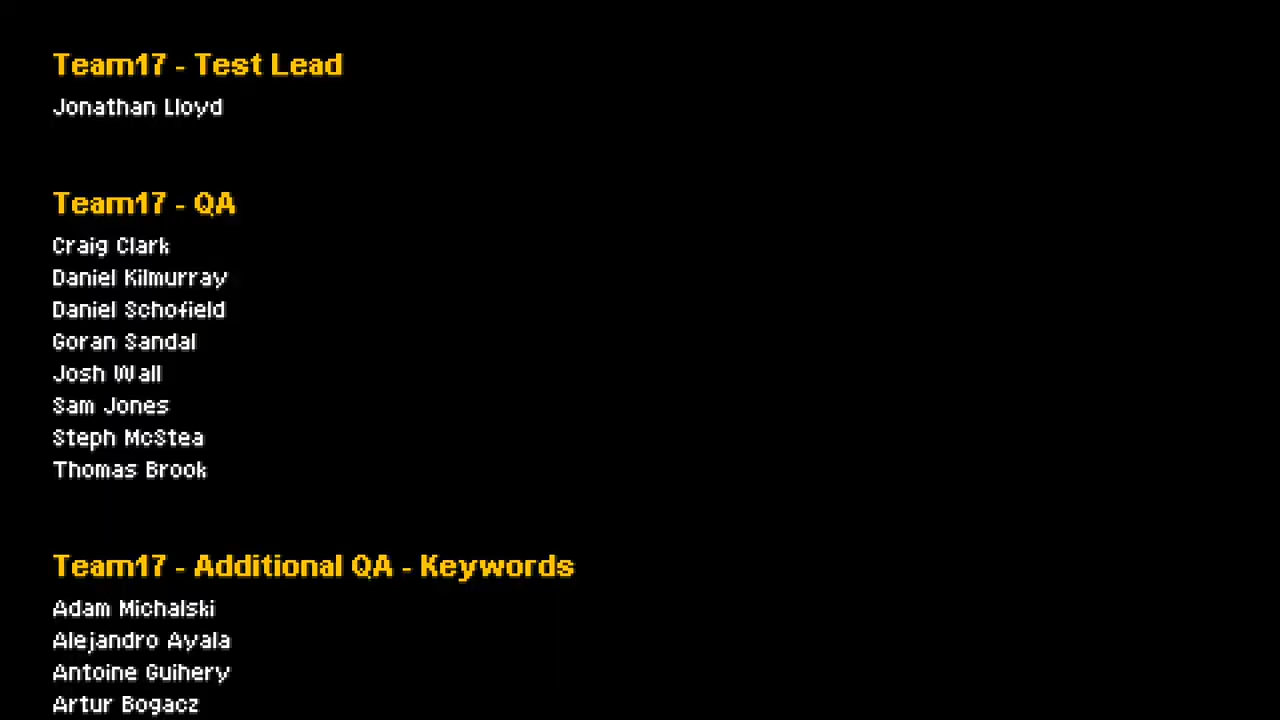 Team17 - Test Lead
Jonathan Lloyd
Team17 - QA
Craig Clark
Daniel Kilmurray
Daniel Schofield
Goran Sandal
Josh Wall
Sam Jones
Steph McStea
Thomas Brook
Team17 - Additional QA - Keywords
Adam Michalski
Alejandro Ayala
Antoine Guihery
Artur Bogacz